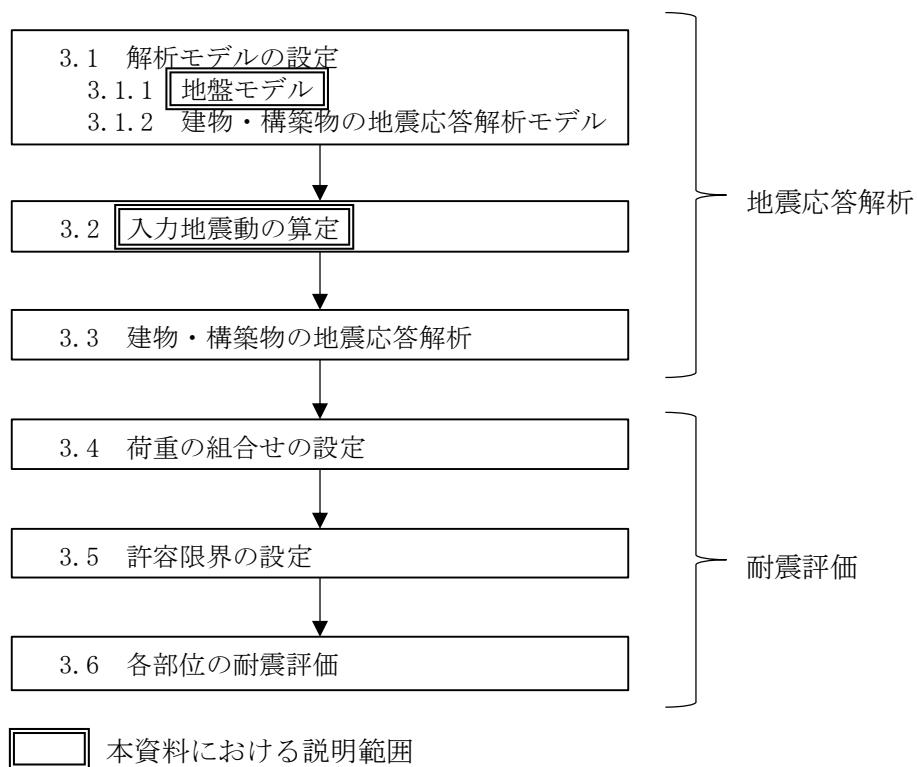 3.1 解析モデルの設定
3.1.1 地盤モデル
3.1.2 建物・構築物の地震応答解析モデル
3.2 入力地震動の算定
3.3 建物・構築物の地震応答解析
地震応答解析
3.4 荷重の組合せの設定
3.5 許容限界の設定
3.6 各部位の耐震評価
耐震評価
本資料における説明範囲